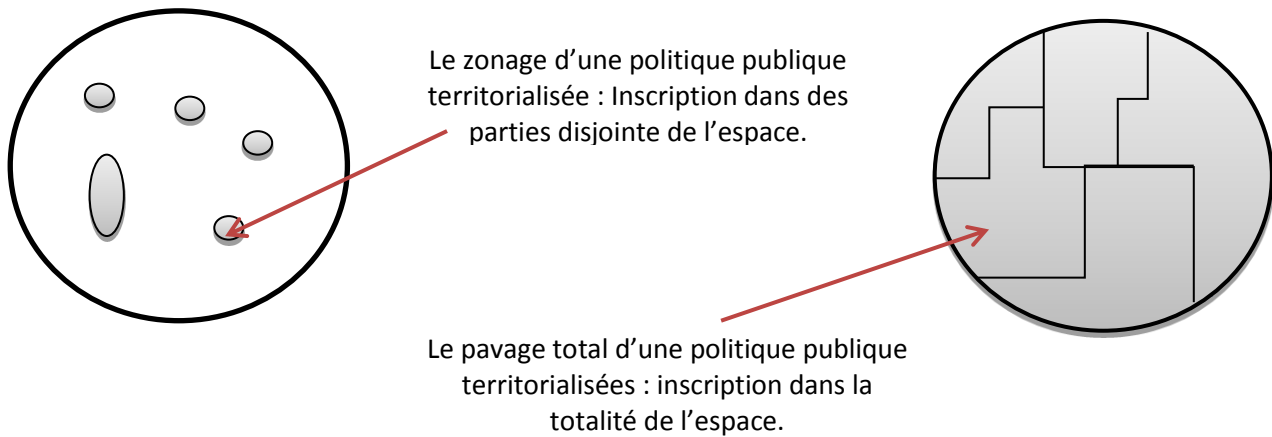 Le zonage d’une politique publique
territorialisée : Inscription dans des
parties disjointe de l’espace.
Le pavage total d’une politique publique
territorialisées : inscription dans la
totalité de l’espace.